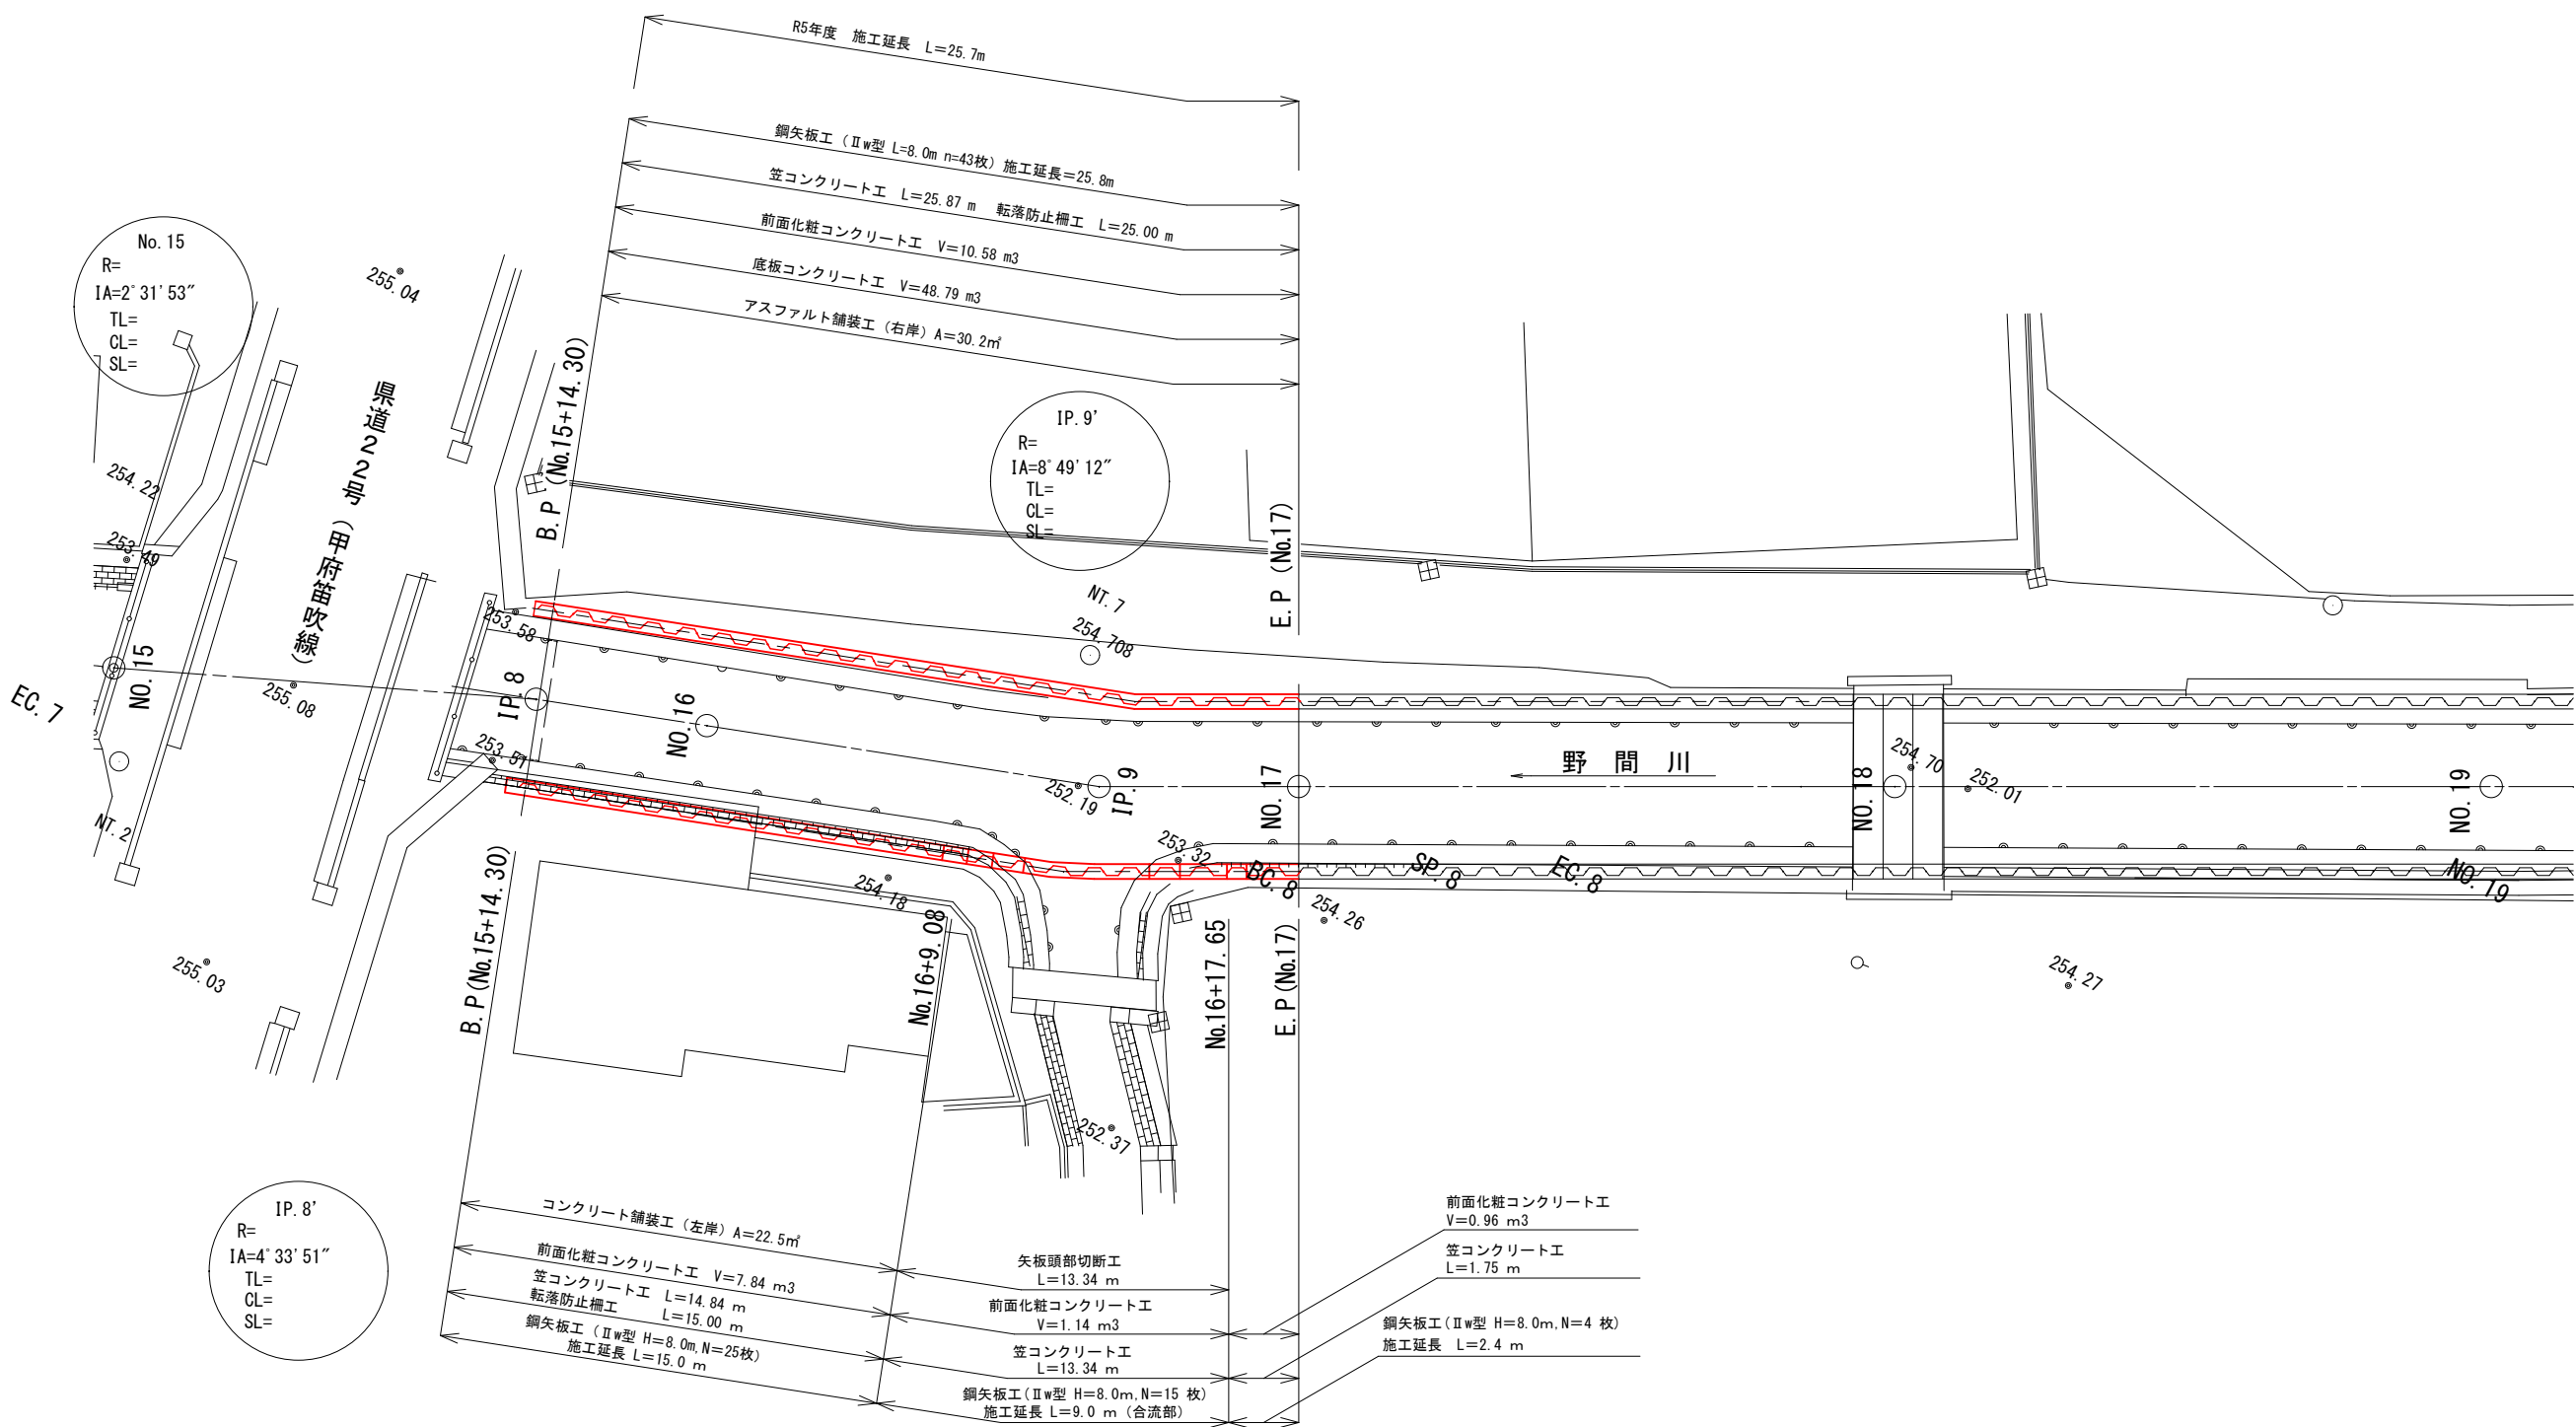 R5年度　施工延長　L=25.7m
鋼矢板工（Ⅱw型 L=8.0m n=43枚）施工延長=25.8m
笠コンクリート工　L=25.87 m　転落防止柵工　L=25.00 m
前面化粧コンクリート工　V=10.58 m3
底板コンクリート工　V=48.79 m3
アスファルト舗装工（右岸）A=30.2㎡
No.15
R=
IA=2°31'53"
TL=
CL=
SL=
255.04
県道22号（甲府笛吹線）
B.P (No.15+14.30)
IP.9'
R=
IA=8°49'12"
TL=
CL=
SL=
E.P (No.17)
254.22
253.49
NT.7
254.708
253.58
EC.7
NO.15
255.08
IP.8
NO.16
253.51
252.19
IP.9
NO.17
野間川
NO.18
254.70
252.01
NO.19
NT.2
253.32
BC.8
SP.8
EC.8
NO.19
254.18
254.26
255.03
254.27
B.P(No.15+14.30)
No.16+9.08
No.16+17.65
E.P(No.17)
252.37
IP.8'
R=
IA=4°33'51"
TL=
CL=
SL=
コンクリート舗装工（左岸）A=22.5㎡
前面化粧コンクリート工　V=7.84 m3
笠コンクリート工　L=14.84 m
転落防止柵工　L=15.00 m
鋼矢板工（Ⅱw型 H=8.0m,N=25枚）
施工延長 L=15.0 m
矢板頭部切断工
L=13.34 m
前面化粧コンクリート工
V=1.14 m3
笠コンクリート工
L=13.34 m
鋼矢板工(Ⅱw型 H=8.0m,N=15 枚)
施工延長 L=9.0 m（合流部）
前面化粧コンクリート工
V=0.96 m3
笠コンクリート工
L=1.75 m
鋼矢板工(Ⅱw型 H=8.0m,N=4 枚)
施工延長　L=2.4 m